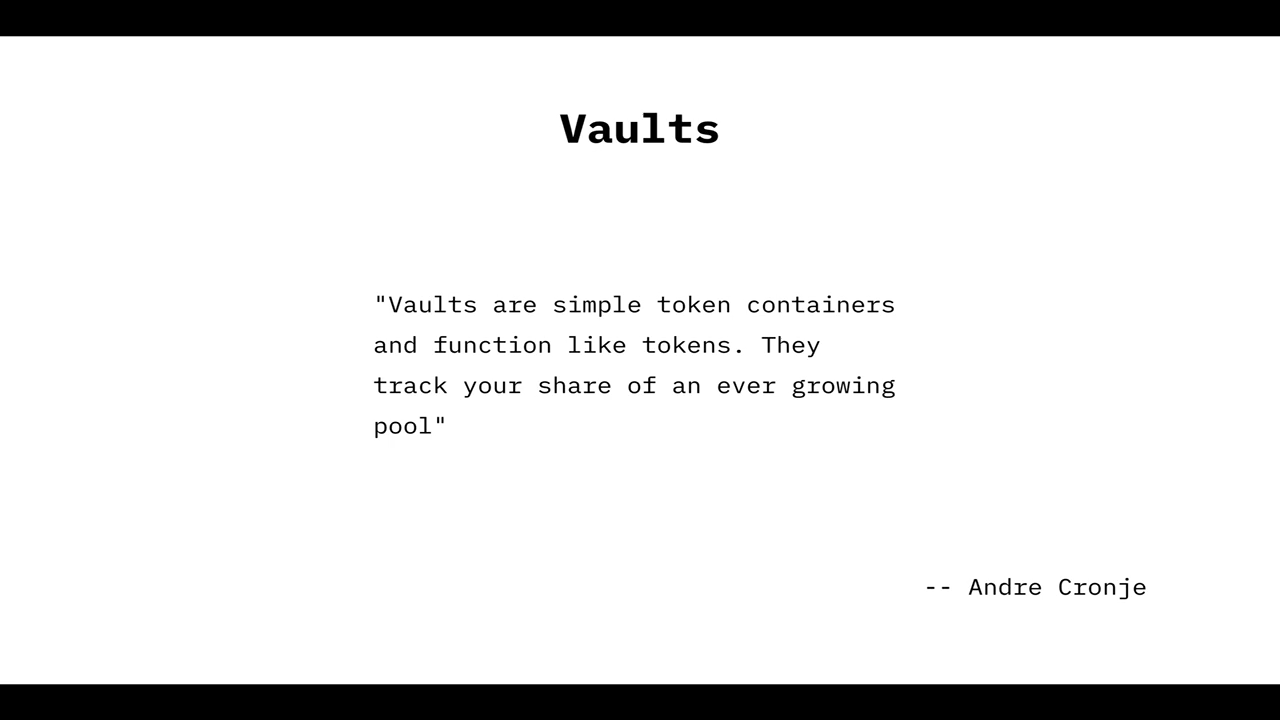 Vaults
"Vaults are simple token containers
and function like tokens. They
track your share of an ever growing
pool"
-- Andre Cronje